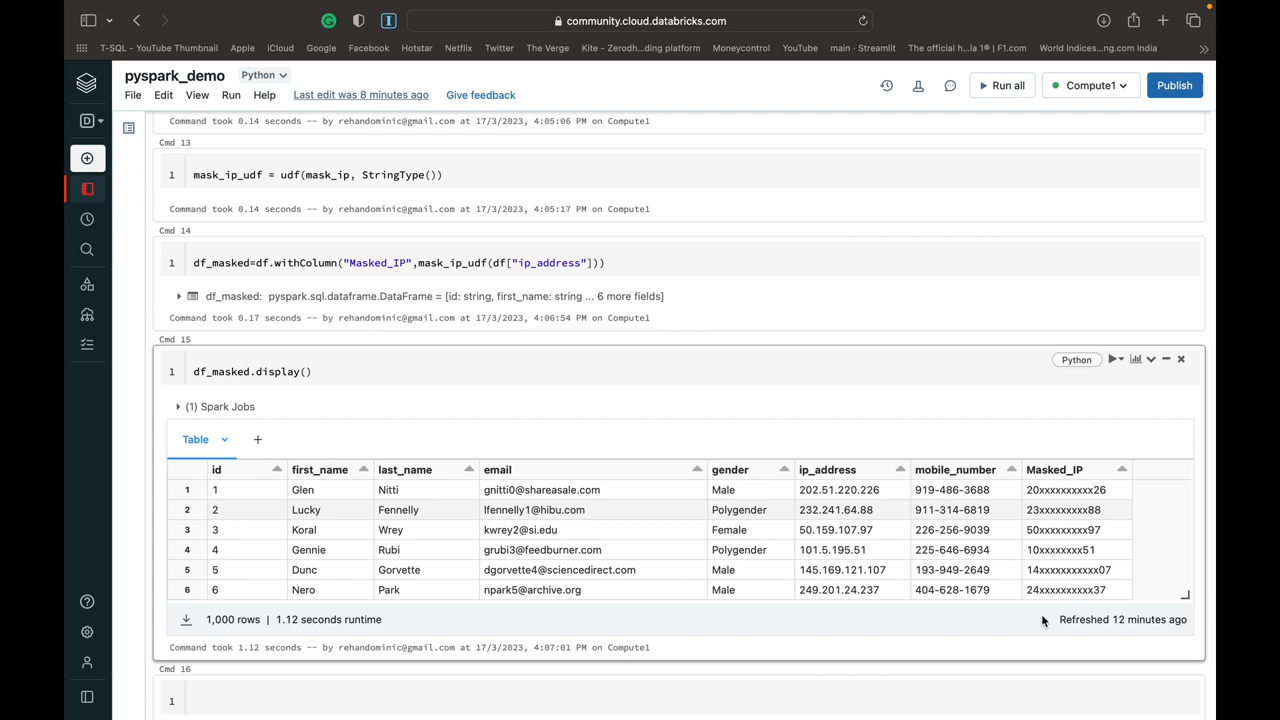 community.cloud.databricks.com
T-SQL - YouTube Thumbnail Apple iCloud Google Facebook Hotstar Netflix Twitter The Verge Kite - Zerodh...ding platform Moneycontrol YouTube main · Streamlit The official h...la 1® | F1.com World Indices...ng.com India
pyspark_demo Python
File Edit View Run Help Last edit was 8 minutes ago Give feedback
Run all Compute1 Publish
D
Command took 0.14 seconds -- by rehandominic@gmail.com at 17/3/2023, 4:05:06 PM on Compute1
Cmd 13
1 mask_ip_udf = udf(mask_ip, StringType())
Command took 0.14 seconds -- by rehandominic@gmail.com at 17/3/2023, 4:05:17 PM on Compute1
Cmd 14
1 df_masked=df.withColumn("Masked_IP",mask_ip_udf(df["ip_address"]))
df_masked: pyspark.sql.dataframe.DataFrame = [id: string, first_name: string ... 6 more fields]
Command took 0.17 seconds -- by rehandominic@gmail.com at 17/3/2023, 4:06:54 PM on Compute1
Cmd 15
Python
1 df_masked.display()
(1) Spark Jobs
Table +
id first_name last_name email gender ip_address mobile_number Masked_IP
1 1 Glen Nitti gnitti0@shareasale.com Male 202.51.220.226 919-486-3688 20xxxxxxxxxx26
2 2 Lucky Fennelly lfennelly1@hibu.com Polygender 232.241.64.88 911-314-6819 23xxxxxxxxx88
3 3 Koral Wrey kwrey2@si.edu Female 50.159.107.97 226-256-9039 50xxxxxxxxx97
4 4 Gennie Rubi grubi3@feedburner.com Polygender 101.5.195.51 225-646-6934 10xxxxxxxx51
5 5 Dunc Gorvette dgorvette4@sciencedirect.com Male 145.169.121.107 193-949-2649 14xxxxxxxxxxx07
6 6 Nero Park npark5@archive.org Male 249.201.24.237 404-628-1679 24xxxxxxxxxx37
1,000 rows | 1.12 seconds runtime Refreshed 12 minutes ago
Command took 1.12 seconds -- by rehandominic@gmail.com at 17/3/2023, 4:07:01 PM on Compute1
Cmd 16
1